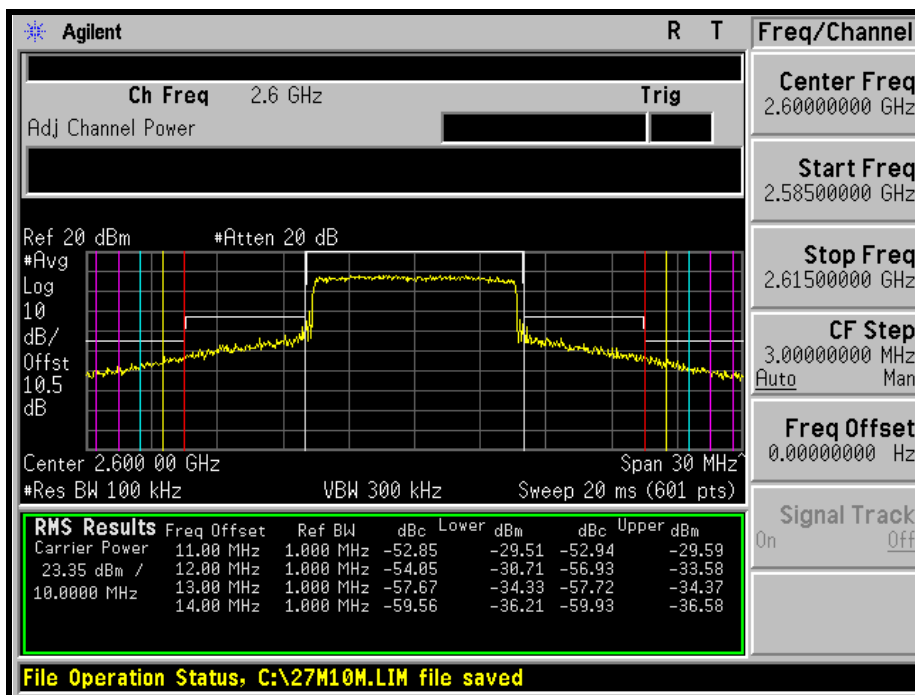 Agilent R T Freq/Channel
Ch Freq 2.6 GHz Trig
Adj Channel Power
Center Freq
2.60000000 GHz
Start Freq
2.58500000 GHz
Stop Freq
2.61500000 GHz
CF Step
3.00000000 MHz
Auto Man
Freq Offset
0.00000000 Hz
Signal Track
On Off
Ref 20 dBm #Atten 20 dB
#Avg
Log
10
dB/
Offst
10.5
dB
Center 2.600 00 GHz Span 30 MHz^
#Res BW 100 kHz VBW 300 kHz Sweep 20 ms (601 pts)
RMS Results Freq Offset Ref BW dBc Lower dBm dBc Upper dBm
Carrier Power 11.00 MHz 1.000 MHz -52.85 -29.51 -52.94 -29.59
23.35 dBm / 12.00 MHz 1.000 MHz -54.05 -30.71 -56.93 -33.58
10.0000 MHz 13.00 MHz 1.000 MHz -57.67 -34.33 -57.72 -34.37
14.00 MHz 1.000 MHz -59.56 -36.21 -59.93 -36.58
File Operation Status, C:\27M10M.LIM file saved